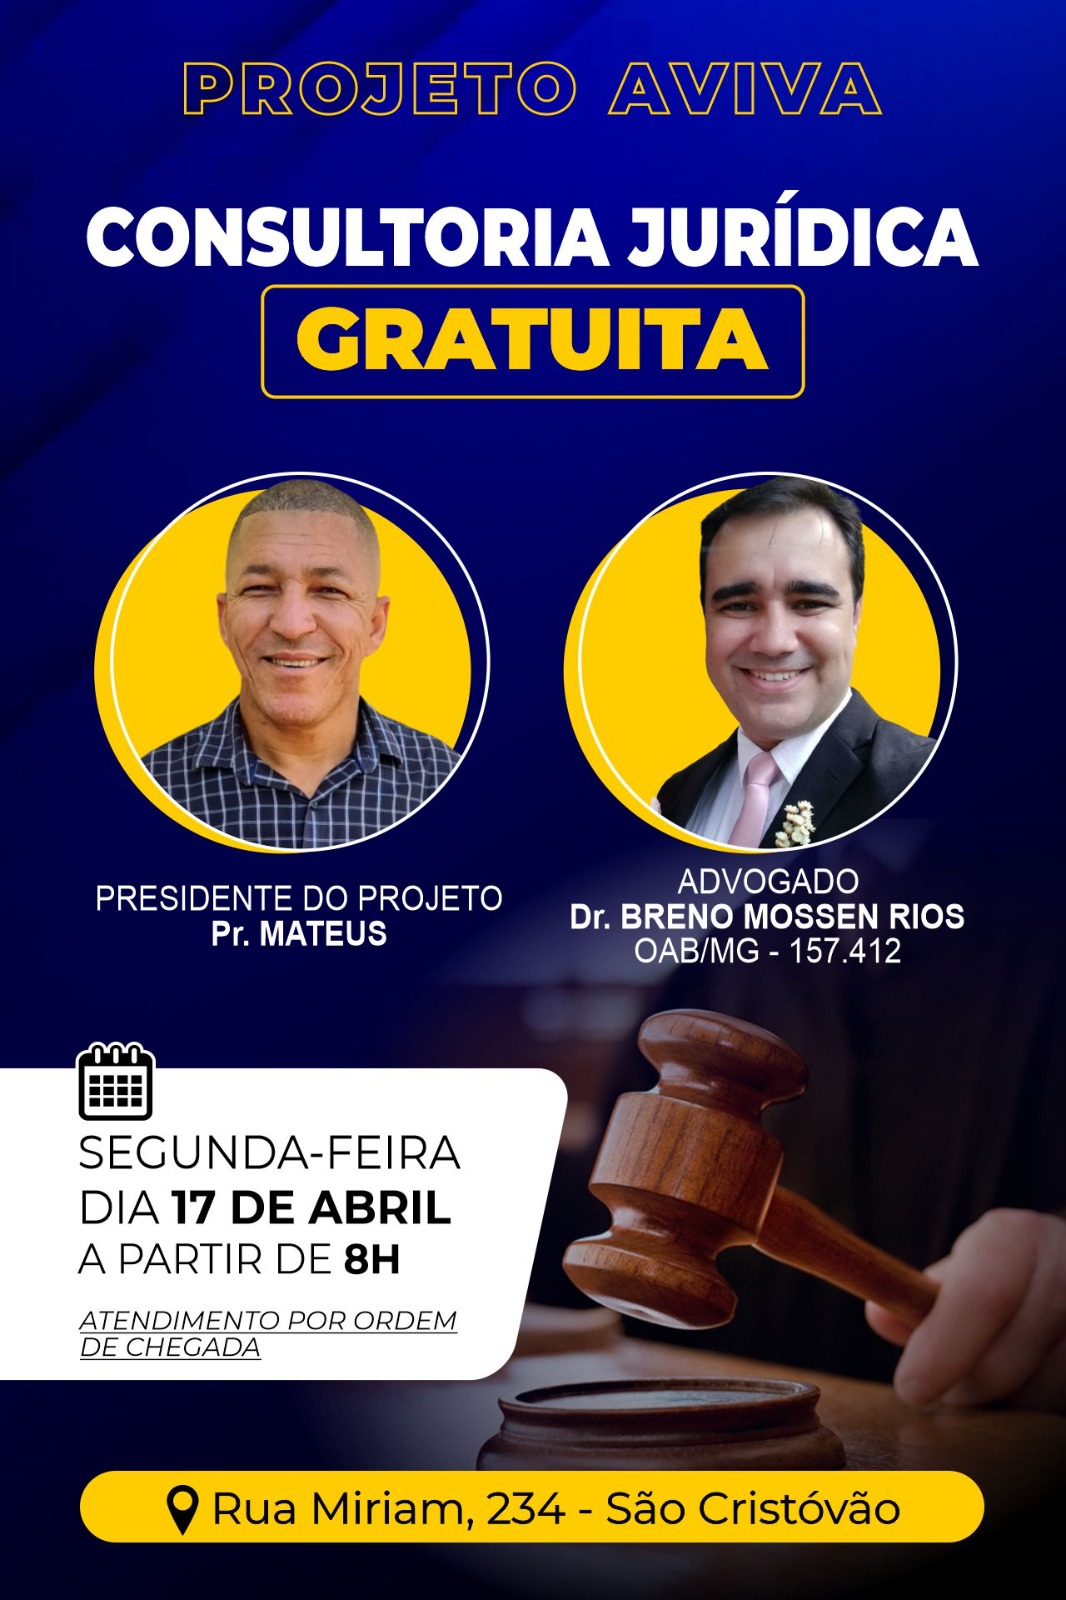 PROJETO AVIVA
CONSULTORIA JURÍDICA
GRATUITA
PRESIDENTE DO PROJETO
Pr. MATEUS
ADVOGADO
Dr. BRENO MOSSEN RIOS
OAB/MG - 157.412
SEGUNDA-FEIRA
DIA 17 DE ABRIL
A PARTIR DE 8H
ATENDIMENTO POR ORDEM
DE CHEGADA
Rua Miriam, 234 - São Cristóvão